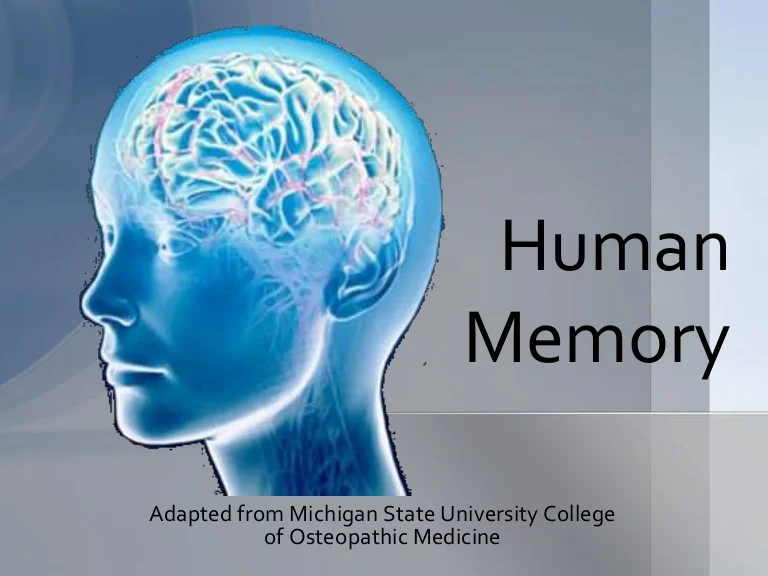 Human
Memory
Adapted from Michigan State University College
of Osteopathic Medicine